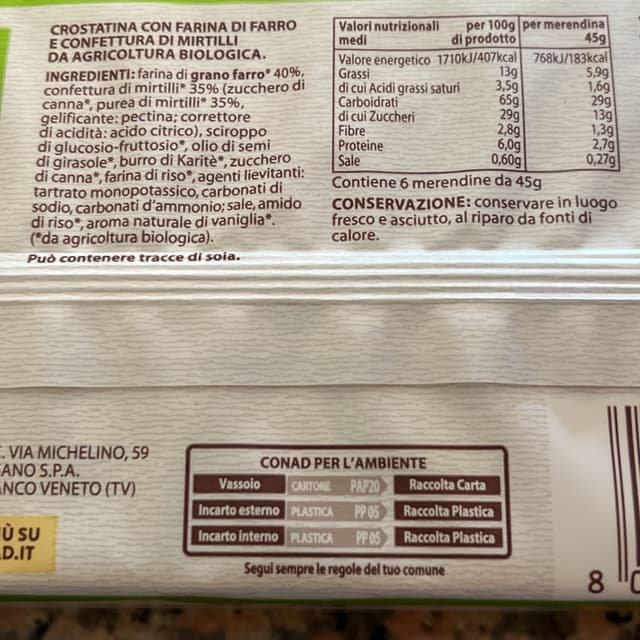 CROSTATINA CON FARINA DI FARRO
E CONFETTURA DI MIRTILLI
DA AGRICOLTURA BIOLOGICA.
INGREDIENTI: farina di grano farro* 40%,
confettura di mirtilli* 35% (zucchero di
canna*, purea di mirtilli* 35%,
gelificante: pectina; correttore
di acidità: acido citrico), sciroppo
di glucosio-fruttosio*, olio di semi
di girasole*, burro di Karitè*, zucchero
di canna*, farina di riso*, agenti lievitanti:
tartrato monopotassico, carbonati di
sodio, carbonati d'ammonio; sale, amido
di riso*, aroma naturale di vaniglia*.
(*da agricoltura biologica).
Può contenere tracce di soia.
Valori nutrizionali per 100g per merendina
medi di prodotto 45g
Valore energetico 1710kJ/407kcal 768kJ/183kcal
Grassi 13g 5,9g
di cui Acidi grassi saturi 3,5g 1,6g
Carboidrati 65g 29g
di cui Zuccheri 29g 13g
Fibre 2,8g 1,3g
Proteine 6,0g 2,7g
Sale 0,60g 0,27g
Contiene 6 merendine da 45g
CONSERVAZIONE: conservare in luogo
fresco e asciutto, al riparo da fonti di
calore.
. VIA MICHELINO, 59
ANO S.P.A.
NCO VENETO (TV)
Ù SU
D.IT
CONAD PER L'AMBIENTE
Vassoio CARTONE PAP20 Raccolta Carta
Incarto esterno PLASTICA PP 05 Raccolta Plastica
Incarto interno PLASTICA PP 05 Raccolta Plastica
Segui sempre le regole del tuo comune
8 0